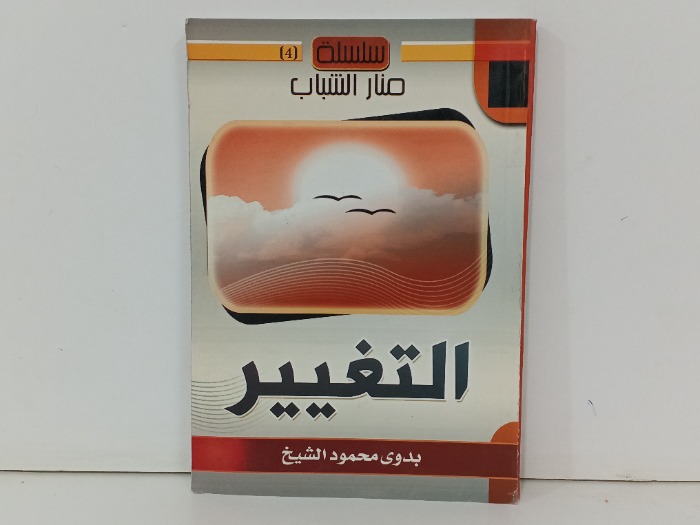 سلسلة (4)
منار الشباب
التغيير
بدوى محمود الشيخ